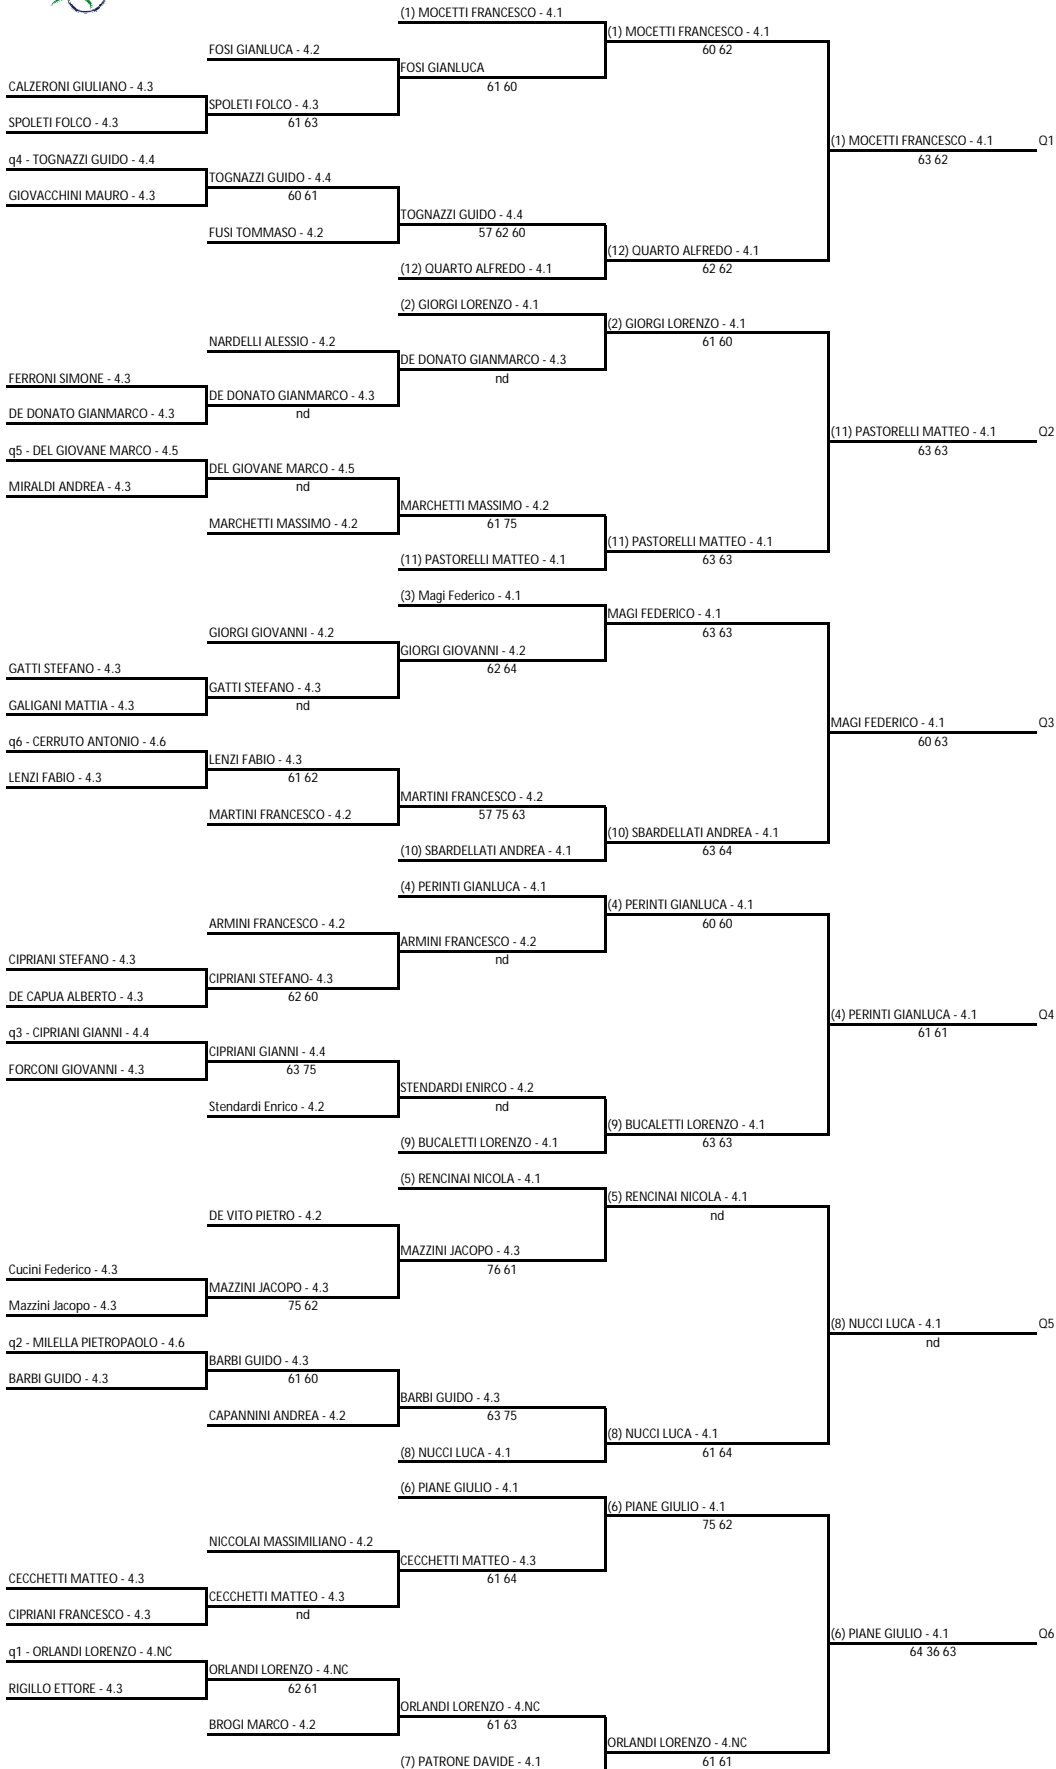 (1) MOCETTI FRANCESCO - 4.1
(1) MOCETTI FRANCESCO - 4.1
60 62
FOSI GIANLUCA - 4.2
FOSI GIANLUCA
61 60
CALZERONI GIULIANO - 4.3
SPOLETI FOLCO - 4.3
61 63
SPOLETI FOLCO - 4.3
(1) MOCETTI FRANCESCO - 4.1 Q1
63 62
q4 - TOGNAZZI GUIDO - 4.4
TOGNAZZI GUIDO - 4.4
60 61
GIOVACCHINI MAURO - 4.3
TOGNAZZI GUIDO - 4.4
57 62 60
FUSI TOMMASO - 4.2
(12) QUARTO ALFREDO - 4.1
62 62
(12) QUARTO ALFREDO - 4.1
(2) GIORGI LORENZO - 4.1
(2) GIORGI LORENZO - 4.1
61 60
NARDELLI ALESSIO - 4.2
DE DONATO GIANMARCO - 4.3
nd
FERRONI SIMONE - 4.3
DE DONATO GIANMARCO - 4.3
nd
DE DONATO GIANMARCO - 4.3
(11) PASTORELLI MATTEO - 4.1 Q2
63 63
q5 - DEL GIOVANE MARCO - 4.5
DEL GIOVANE MARCO - 4.5
nd
MIRALDI ANDREA - 4.3
MARCHETTI MASSIMO - 4.2
61 75
MARCHETTI MASSIMO - 4.2
(11) PASTORELLI MATTEO - 4.1
63 63
(11) PASTORELLI MATTEO - 4.1
(3) Magi Federico - 4.1
MAGI FEDERICO - 4.1
63 63
GIORGI GIOVANNI - 4.2
GIORGI GIOVANNI - 4.2
62 64
GATTI STEFANO - 4.3
GATTI STEFANO - 4.3
nd
GALIGANI MATTIA - 4.3
MAGI FEDERICO - 4.1 Q3
60 63
q6 - CERRUTO ANTONIO - 4.6
LENZI FABIO - 4.3
61 62
LENZI FABIO - 4.3
MARTINI FRANCESCO - 4.2
57 75 63
MARTINI FRANCESCO - 4.2
(10) SBARDELLATI ANDREA - 4.1
63 64
(10) SBARDELLATI ANDREA - 4.1
(4) PERINTI GIANLUCA - 4.1
(4) PERINTI GIANLUCA - 4.1
60 60
ARMINI FRANCESCO - 4.2
ARMINI FRANCESCO - 4.2
nd
CIPRIANI STEFANO - 4.3
CIPRIANI STEFANO- 4.3
62 60
DE CAPUA ALBERTO - 4.3
(4) PERINTI GIANLUCA - 4.1 Q4
61 61
q3 - CIPRIANI GIANNI - 4.4
CIPRIANI GIANNI - 4.4
63 75
FORCONI GIOVANNI - 4.3
STENDARDI ENIRCO - 4.2
nd
Stendardi Enrico - 4.2
(9) BUCALETTI LORENZO - 4.1
63 63
(9) BUCALETTI LORENZO - 4.1
(5) RENCINAI NICOLA - 4.1
(5) RENCINAI NICOLA - 4.1
nd
DE VITO PIETRO - 4.2
MAZZINI JACOPO - 4.3
76 61
Cucini Federico - 4.3
MAZZINI JACOPO - 4.3
75 62
Mazzini Jacopo - 4.3
(8) NUCCI LUCA - 4.1 Q5
nd
q2 - MILELLA PIETROPAOLO - 4.6
BARBI GUIDO - 4.3
61 60
BARBI GUIDO - 4.3
BARBI GUIDO - 4.3
63 75
CAPANNINI ANDREA - 4.2
(8) NUCCI LUCA - 4.1
61 64
(8) NUCCI LUCA - 4.1
(6) PIANE GIULIO - 4.1
(6) PIANE GIULIO - 4.1
75 62
NICCOLAI MASSIMILIANO - 4.2
CECCHETTI MATTEO - 4.3
61 64
CECCHETTI MATTEO - 4.3
CECCHETTI MATTEO - 4.3
nd
CIPRIANI FRANCESCO - 4.3
(6) PIANE GIULIO - 4.1 Q6
64 36 63
q1 - ORLANDI LORENZO - 4.NC
ORLANDI LORENZO - 4.NC
62 61
RIGILLO ETTORE - 4.3
ORLANDI LORENZO - 4.NC
61 63
BROGI MARCO - 4.2
ORLANDI LORENZO - 4.NC
61 61
(7) PATRONE DAVIDE - 4.1